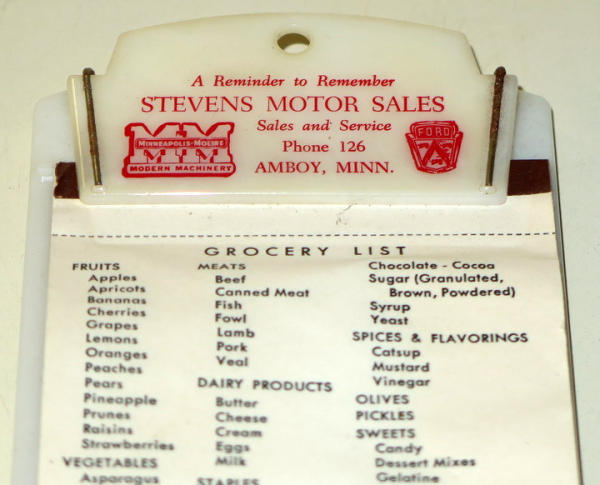 A Reminder to Remember
STEVENS MOTOR SALES
Sales and Service
Phone 126
AMBOY, MINN.
MM
MINNEAPOLIS-MOLINE
MTM
MODERN MACHINERY
FORD
GROCERY LIST
FRUITS
Apples
Apricots
Bananas
Cherries
Grapes
Lemons
Oranges
Peaches
Pears
Pineapple
Prunes
Raisins
Strawberries
VEGETABLES
Asparagus
MEATS
Beef
Canned Meat
Fish
Fowl
Lamb
Pork
Veal
DAIRY PRODUCTS
Butter
Cheese
Cream
Eggs
Milk
STAPLES
Chocolate - Cocoa
Sugar (Granulated,
Brown, Powdered)
Syrup
Yeast
SPICES & FLAVORINGS
Catsup
Mustard
Vinegar
OLIVES
PICKLES
SWEETS
Candy
Dessert Mixes
Gelatine